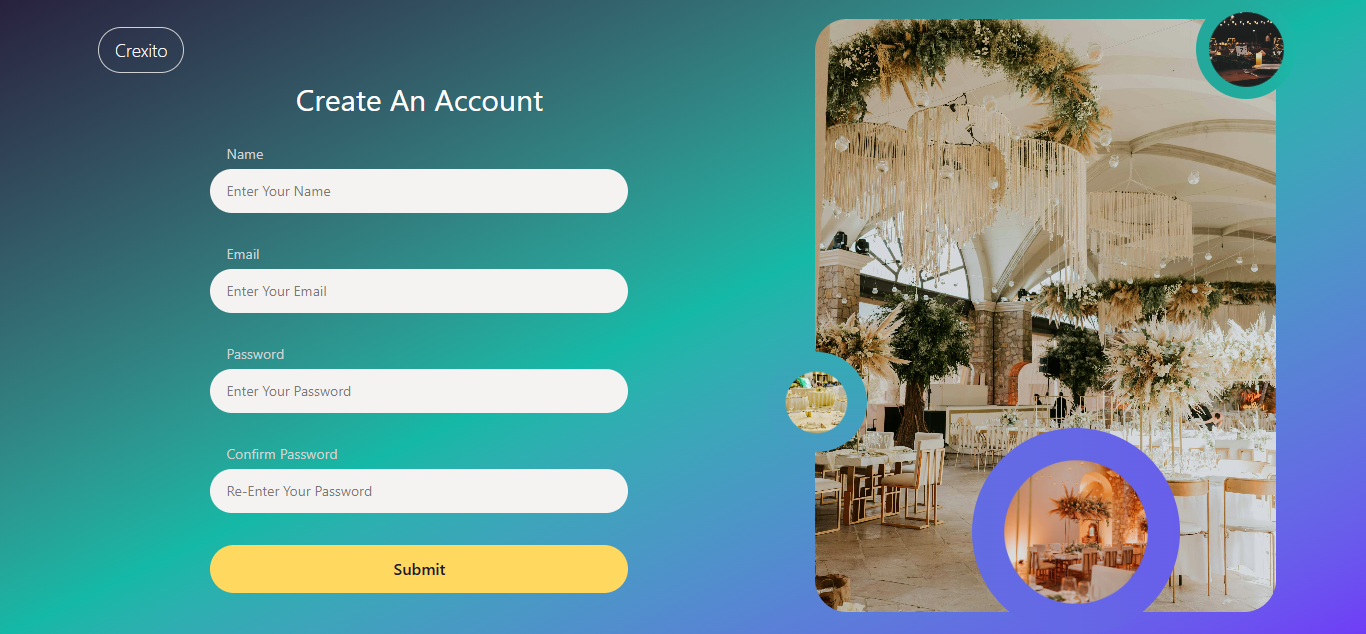 Crexito
Create An Account
Name
Enter Your Name
Email
Enter Your Email
Password
Enter Your Password
Confirm Password
Re-Enter Your Password
Submit